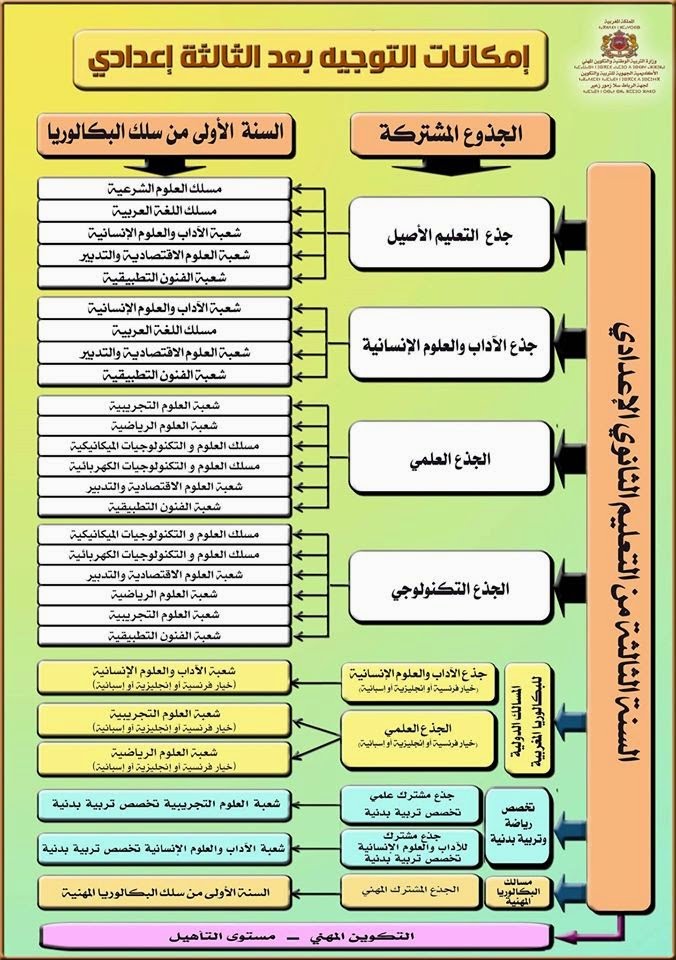 المملكة المغربية
وزارة التربية الوطنية والتكوين المهني
الأكاديمية الجهوية للتربية والتكوين
لجهة الرباط سلا زمور زعير
إمكانات التوجيه بعد الثالثة إعدادي
الجذوع المشتركة
السنة الأولى من سلك البكالوريا
السنة الثالثة من التعليم الثانوي الإعدادي
جذع التعليم الأصيل
مسلك العلوم الشرعية
مسلك اللغة العربية
شعبة الآداب والعلوم الإنسانية
شعبة العلوم الاقتصادية والتدبير
شعبة الفنون التطبيقية
جذع الآداب والعلوم الإنسانية
شعبة الآداب والعلوم الإنسانية
مسلك اللغة العربية
شعبة العلوم الاقتصادية والتدبير
شعبة الفنون التطبيقية
الجذع العلمي
شعبة العلوم التجريبية
شعبة العلوم الرياضية
مسلك العلوم و التكنولوجيات الميكانيكية
مسلك العلوم و التكنولوجيات الكهربائية
شعبة العلوم الاقتصادية والتدبير
شعبة الفنون التطبيقية
الجذع التكنولوجي
مسلك العلوم و التكنولوجيات الميكانيكية
مسلك العلوم و التكنولوجيات الكهربائية
شعبة العلوم الاقتصادية والتدبير
شعبة العلوم الرياضية
شعبة العلوم التجريبية
شعبة الفنون التطبيقية
المسالك الدولية
للبكالوريا المغربية
جذع الآداب والعلوم الإنسانية
(خيار فرنسية أو إنجليزية أو إسبانية)
شعبة الآداب والعلوم الإنسانية
(خيار فرنسية أو إنجليزية أو إسبانية)
الجذع العلمي
(خيار فرنسية أو إنجليزية أو إسبانية)
شعبة العلوم التجريبية
(خيار فرنسية أو إنجليزية أو إسبانية)
شعبة العلوم الرياضية
(خيار فرنسية أو إنجليزية أو إسبانية)
تخصص
رياضة
وتربية بدنية
جذع مشترك علمي
تخصص تربية بدنية
شعبة العلوم التجريبية تخصص تربية بدنية
جذع مشترك
للآداب والعلوم الإنسانية
تخصص تربية بدنية
شعبة الآداب والعلوم الإنسانية تخصص تربية بدنية
مسالك
البكالوريا
المهنية
الجذع المشترك المهني
السنة الأولى من سلك البكالوريا المهنية
التكوين المهني – مستوى التأهيل